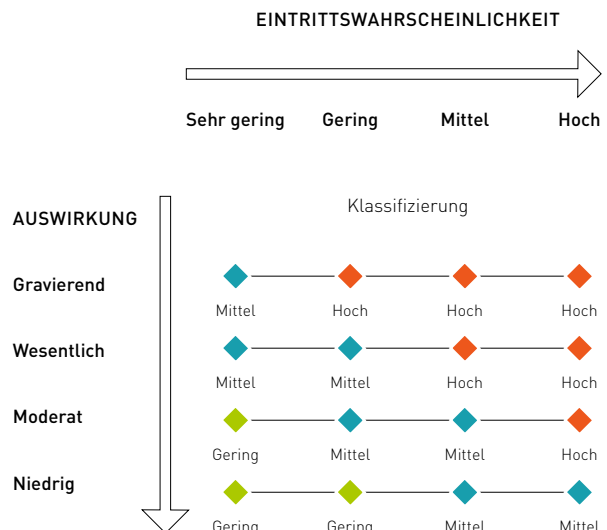 EINTRITTSWAHRSCHEINLICHKEIT
Sehr gering Gering Mittel Hoch
AUSWIRKUNG Klassifizierung
Gravierend
Mittel Hoch Hoch Hoch
Wesentlich
Mittel Mittel Hoch Hoch
Moderat
Gering Mittel Mittel Hoch
Niedrig
Gering Gering Mittel Mittel